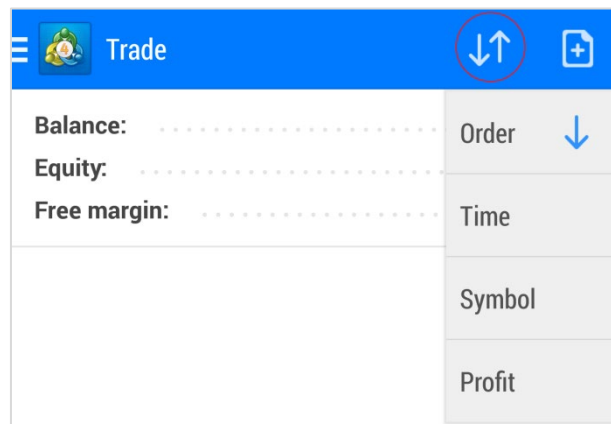 Trade
Balance:
Equity:
Free margin:
Order
Time
Symbol
Profit